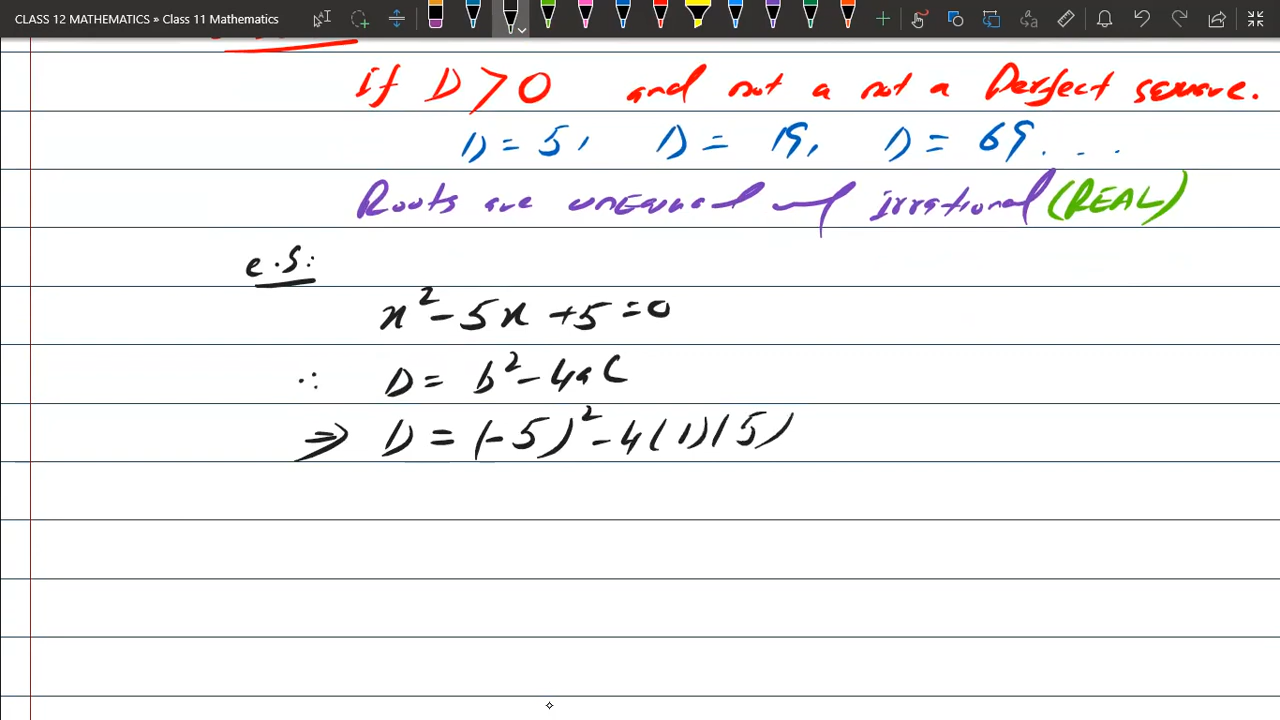 CLASS 12 MATHEMATICS » Class 11 Mathematics
if D > 0 and not a not a Perfect square.
D = 5, D = 19, D = 69 . . .
Roots are unequal and irrational (REAL)
e.g:
x² - 5x + 5 = 0
∴ D = b² - 4ac
⇒ D = (-5)² - 4(1)(5)